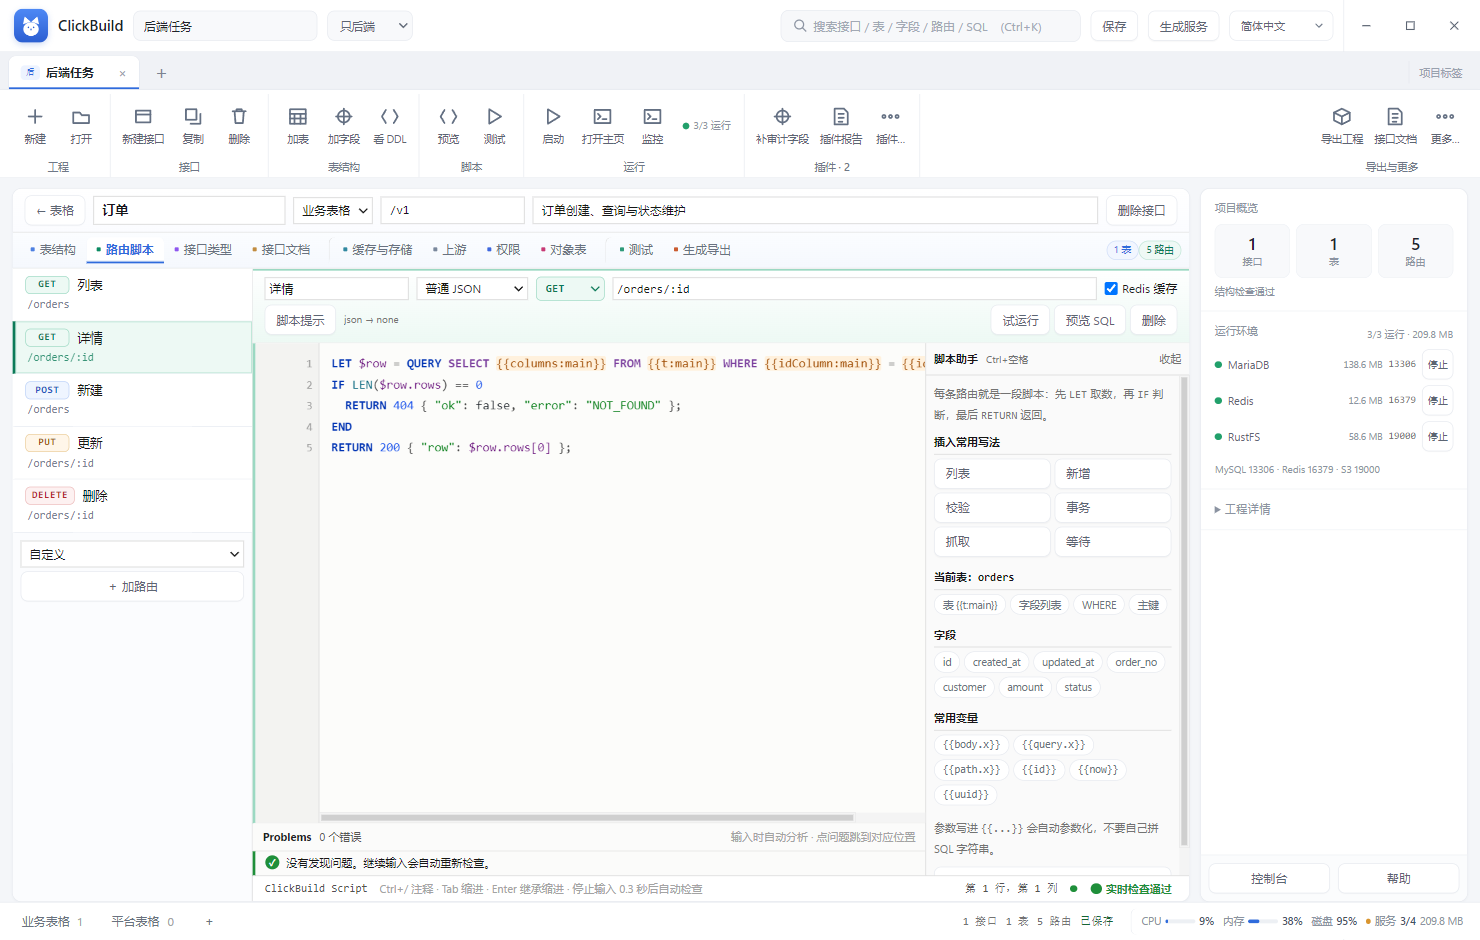 ClickBuild 后端任务 只后端 搜索接口 / 表 / 字段 / 路由 / SQL (Ctrl+K) 保存 生成服务 简体中文
后 后端任务 × + 项目标签
新建 打开 新建接口 复制 删除 加表 加字段 看 DDL 预览 测试 启动 打开主页 监控 3/3 运行 补审计字段 插件报告 插件... 导出工程 接口文档 更多...
工程 接口 表结构 脚本 运行 插件 · 2 导出与更多
← 表格 订单 业务表格 /v1 订单创建、查询与状态维护 删除接口
表结构 路由脚本 接口类型 接口文档 缓存与存储 上游 权限 对象表 测试 生成导出 1 表 5 路由
GET 列表
/orders
GET 详情
/orders/:id
POST 新建
/orders
PUT 更新
/orders/:id
DELETE 删除
/orders/:id
自定义
+ 加路由
详情 普通 JSON GET /orders/:id Redis 缓存
脚本提示 json → none 试运行 预览 SQL 删除
1 LET $row = QUERY SELECT {{columns:main}} FROM {{t:main}} WHERE {{idColumn:main}} = {{i
2 IF LEN($row.rows) == 0
3 RETURN 404 { "ok": false, "error": "NOT_FOUND" };
4 END
5 RETURN 200 { "row": $row.rows[0] };
Problems 0 个错误 输入时自动分析 · 点问题跳到对应位置
没有发现问题。继续输入会自动重新检查。
ClickBuild Script Ctrl+/ 注释 · Tab 缩进 · Enter 继承缩进 · 停止输入 0.3 秒后自动检查 第 1 行，第 1 列 实时检查通过
脚本助手 Ctrl+空格 收起
每条路由就是一段脚本：先 LET 取数，再 IF 判
断，最后 RETURN 返回。
插入常用写法
列表 新增
校验 事务
抓取 等待
当前表：orders
表 {{t:main}} 字段列表 WHERE 主键
字段
id created_at updated_at order_no
customer amount status
常用变量
{{body.x}} {{query.x}}
{{path.x}} {{id}} {{now}}
{{uuid}}
参数写进 {{...}} 会自动参数化，不要自己拼
SQL 字符串。
项目概览
1 1 5
接口 表 路由
结构检查通过
运行环境 3/3 运行 · 209.8 MB
MariaDB 138.6 MB 13306 停止
Redis 12.6 MB 16379 停止
RustFS 58.6 MB 19000 停止
MySQL 13306 · Redis 16379 · S3 19000
▶ 工程详情
控制台 帮助
业务表格 1 平台表格 0 + 1 接口 1 表 5 路由 已保存 CPU 9% 内存 38% 磁盘 95% 服务 3/4 209.8 MB